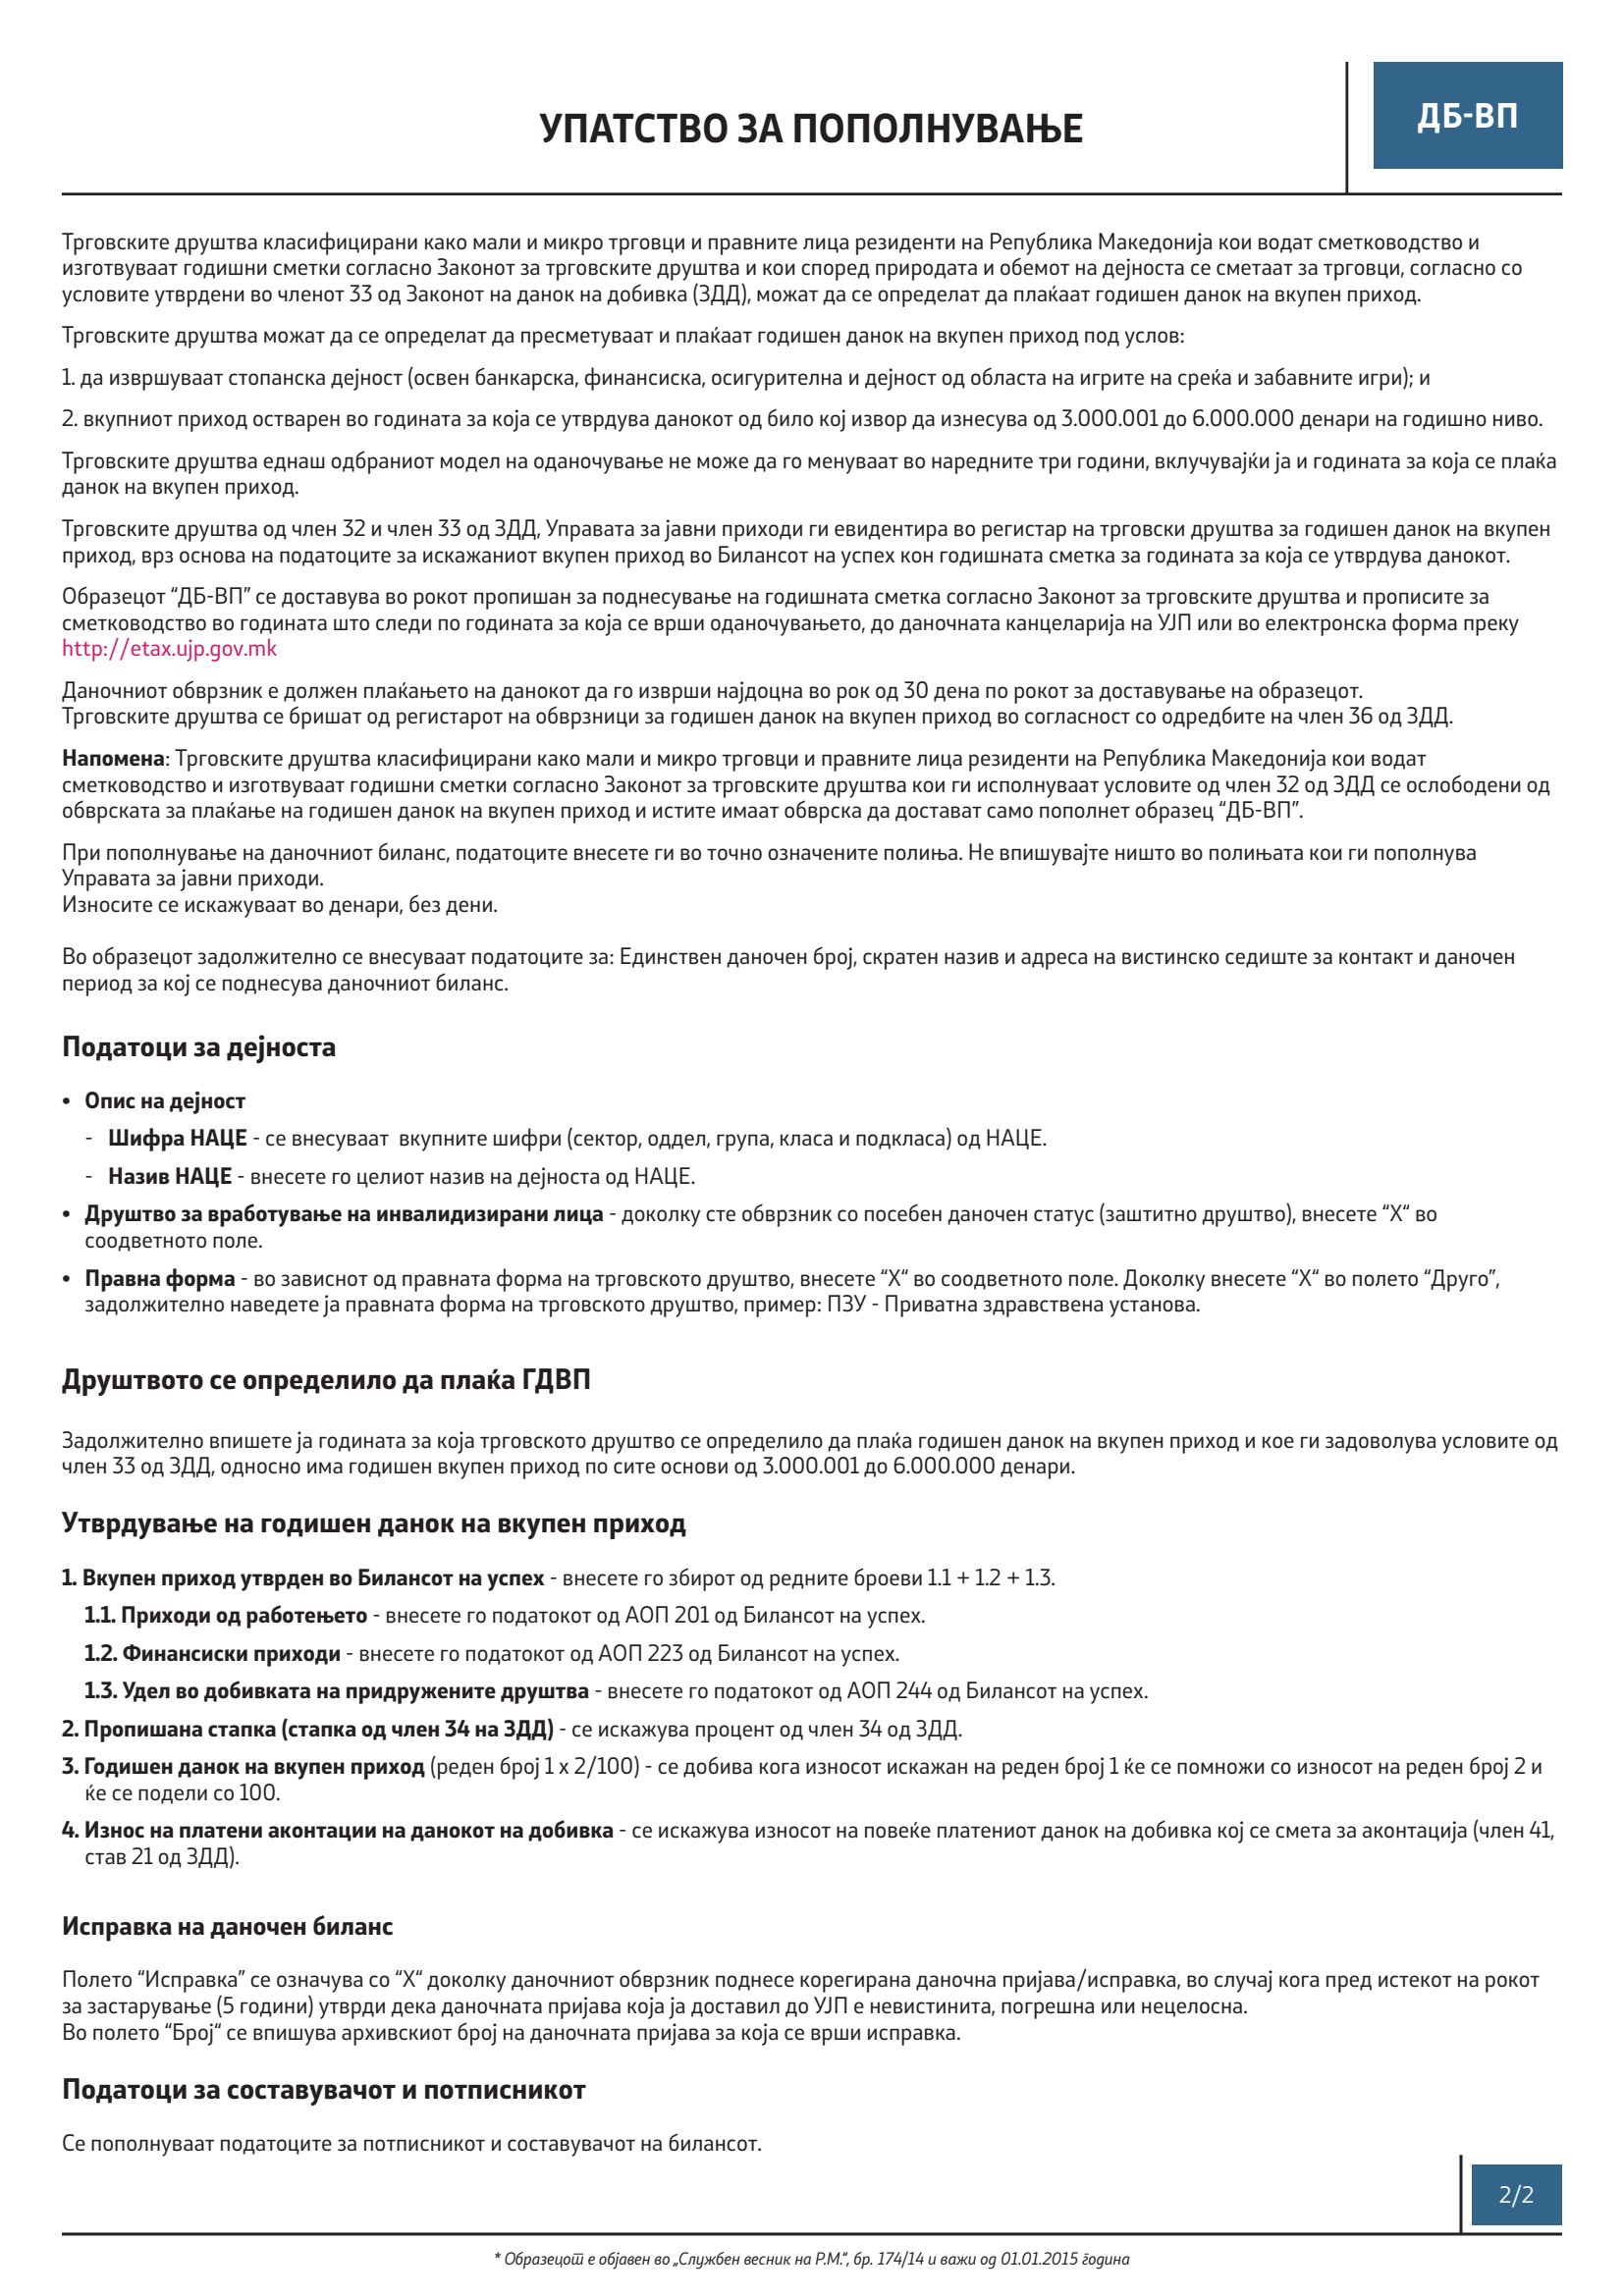 УПАТСТВО ЗА ПОПОЛНУВАЊЕ
ДБ-ВП
Трговските друштва класифицирани како мали и микро трговци и правните лица резиденти на Република Македонија кои водат сметководство и
изготвуваат годишни сметки согласно Законот за трговските друштва и кои според природата и обемот на дејноста се сметаат за трговци, согласно со
условите утврдени во членот 33 од Законот на данок на добивка (ЗДД), можат да се определат да плаќаат годишен данок на вкупен приход.
Трговските друштва можат да се определат да пресметуваат и плаќаат годишен данок на вкупен приход под услов:
1. да извршуваат стопанска дејност (освен банкарска, финансиска, осигурителна и дејност од областа на игрите на среќа и забавните игри); и
2. вкупниот приход остварен во годината за која се утврдува данокот од било кој извор да изнесува од 3.000.001 до 6.000.000 денари на годишно ниво.
Трговските друштва еднаш одбраниот модел на оданочување не може да го менуваат во наредните три години, вклучувајќи ја и годината за која се плаќа
данок на вкупен приход.
Трговските друштва од член 32 и член 33 од ЗДД, Управата за јавни приходи ги евидентира во регистар на трговски друштва за годишен данок на вкупен
приход, врз основа на податоците за искажаниот вкупен приход во Билансот на успех кон годишната сметка за годината за која се утврдува данокот.
Образецот “ДБ-ВП” се доставува во рокот пропишан за поднесување на годишната сметка согласно Законот за трговските друштва и прописите за
сметководство во годината што следи по годината за која се врши оданочувањето, до даночната канцеларија на УЈП или во електронска форма преку
http://etax.ujp.gov.mk
Даночниот обврзник е должен плаќањето на данокот да го изврши најдоцна во рок од 30 дена по рокот за доставување на образецот.
Трговските друштва се бришат од регистарот на обврзници за годишен данок на вкупен приход во согласност со одредбите на член 36 од ЗДД.
Напомена: Трговските друштва класифицирани како мали и микро трговци и правните лица резиденти на Република Македонија кои водат
сметководство и изготвуваат годишни сметки согласно Законот за трговските друштва кои ги исполнуваат условите од член 32 од ЗДД се ослободени од
обврската за плаќање на годишен данок на вкупен приход и истите имаат обврска да достават само пополнет образец “ДБ-ВП”.
При пополнување на даночниот биланс, податоците внесете ги во точно означените полиња. Не впишувајте ништо во полињата кои ги пополнува
Управата за јавни приходи.
Износите се искажуваат во денари, без дени.
Во образецот задолжително се внесуваат податоците за: Единствен даночен број, скратен назив и адреса на вистинско седиште за контакт и даночен
период за кој се поднесува даночниот биланс.
Податоци за дејноста
• Опис на дејност
- Шифра НАЦЕ - се внесуваат вкупните шифри (сектор, оддел, група, класа и подкласа) од НАЦЕ.
- Назив НАЦЕ - внесете го целиот назив на дејноста од НАЦЕ.
• Друштво за вработување на инвалидизирани лица - доколку сте обврзник со посебен даночен статус (заштитно друштво), внесете “Х“ во
соодветното поле.
• Правна форма - во зависнот од правната форма на трговското друштво, внесете “Х“ во соодветното поле. Доколку внесете “Х“ во полето “Друго”,
задолжително наведете ја правната форма на трговското друштво, пример: ПЗУ - Приватна здравствена установа.
Друштвото се определило да плаќа ГДВП
Задолжително впишете ја годината за која трговското друштво се определило да плаќа годишен данок на вкупен приход и кое ги задоволува условите од
член 33 од ЗДД, односно има годишен вкупен приход по сите основи од 3.000.001 до 6.000.000 денари.
Утврдување на годишен данок на вкупен приход
1. Вкупен приход утврден во Билансот на успех - внесете го збирот од редните броеви 1.1 + 1.2 + 1.3.
1.1. Приходи од работењето - внесете го податокот од АОП 201 од Билансот на успех.
1.2. Финансиски приходи - внесете го податокот од АОП 223 од Билансот на успех.
1.3. Удел во добивката на придружените друштва - внесете го податокот од АОП 244 од Билансот на успех.
2. Пропишана стапка (стапка од член 34 на ЗДД) - се искажува процент од член 34 од ЗДД.
3. Годишен данок на вкупен приход (реден број 1 х 2/100) - се добива кога износот искажан на реден број 1 ќе се помножи со износот на реден број 2 и
ќе се подели со 100.
4. Износ на платени аконтации на данокот на добивка - се искажува износот на повеќе платениот данок на добивка кој се смета за аконтација (член 41,
став 21 од ЗДД).
Исправка на даночен биланс
Полето “Исправка” се означува со “Х“ доколку даночниот обврзник поднесе корегирана даночна пријава/исправка, во случај кога пред истекот на рокот
за застарување (5 години) утврди дека даночната пријава која ја доставил до УЈП е невистинита, погрешна или нецелосна.
Во полето “Број“ се впишува архивскиот број на даночната пријава за која се врши исправка.
Податоци за составувачот и потписникот
Се пополнуваат податоците за потписникот и составувачот на билансот.
2/2
* Образецот е објавен во „Службен весник на Р.М.“, бр. 174/14 и важи од 01.01.2015 година